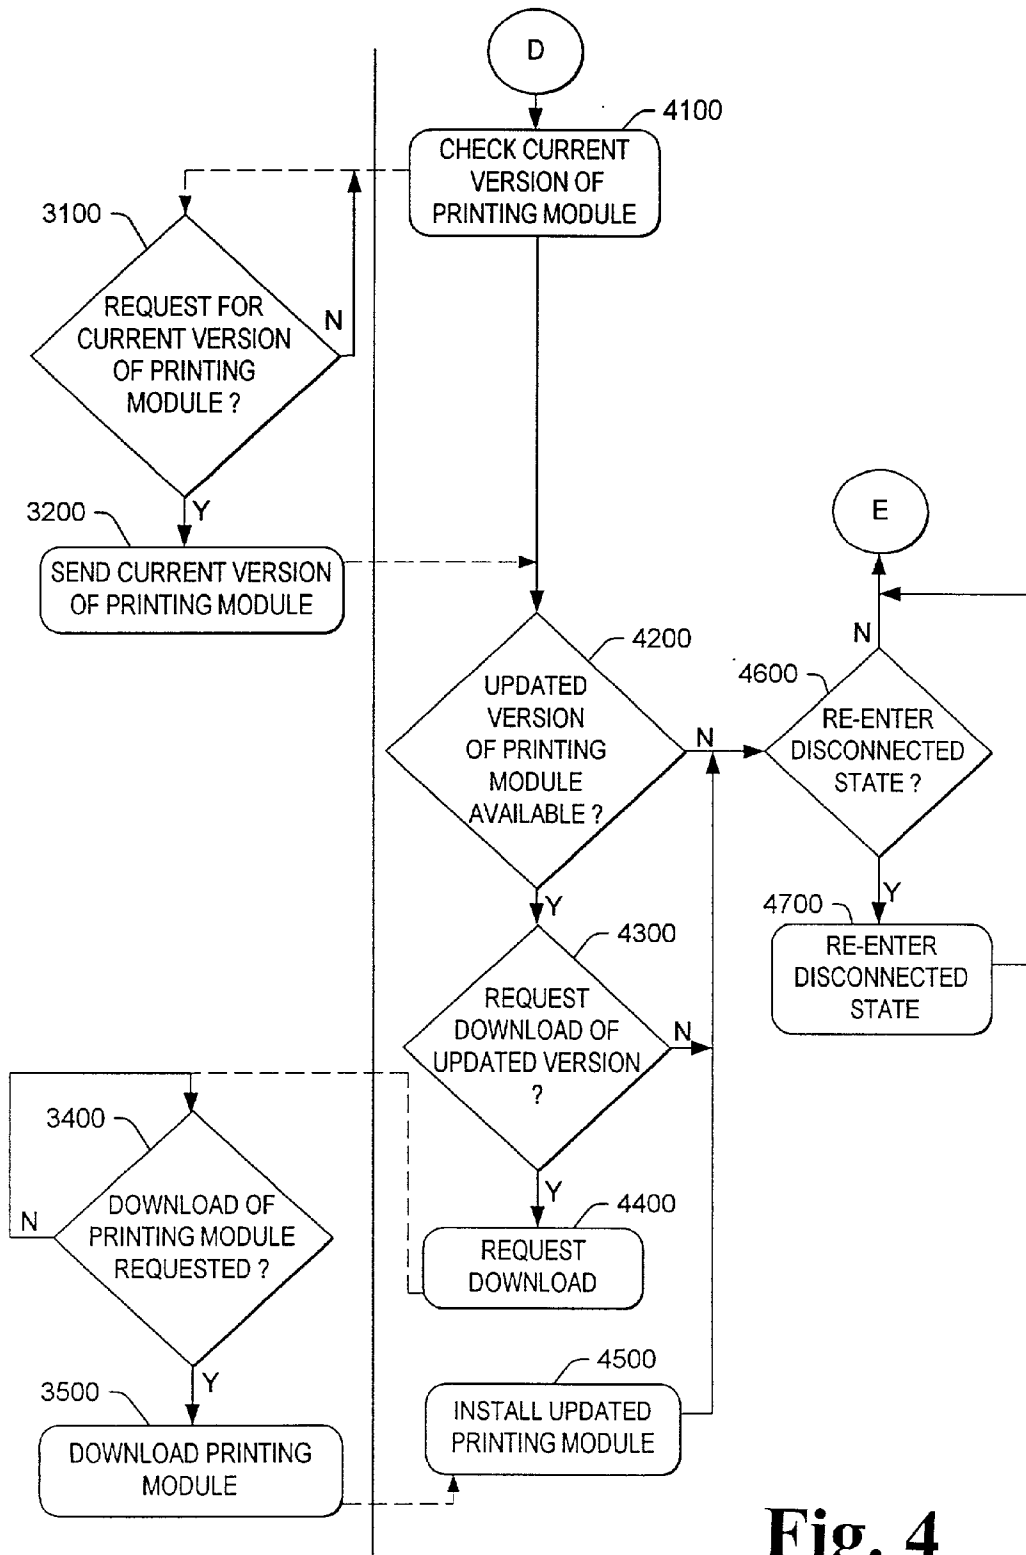 D
4100
CHECK CURRENT
VERSION OF
PRINTING MODULE
3100
REQUEST FOR
CURRENT VERSION
OF PRINTING
MODULE ?
N
Y
3200
SEND CURRENT VERSION
OF PRINTING MODULE
E
4200
UPDATED
VERSION
OF PRINTING
MODULE
AVAILABLE ?
N
Y
N
4600
RE-ENTER
DISCONNECTED
STATE ?
Y
4700
RE-ENTER
DISCONNECTED
STATE
4300
REQUEST
DOWNLOAD OF
UPDATED VERSION
?
N
Y
4400
REQUEST
DOWNLOAD
3400
DOWNLOAD OF
PRINTING MODULE
REQUESTED ?
N
Y
3500
DOWNLOAD PRINTING
MODULE
4500
INSTALL UPDATED
PRINTING MODULE
Fig. 4